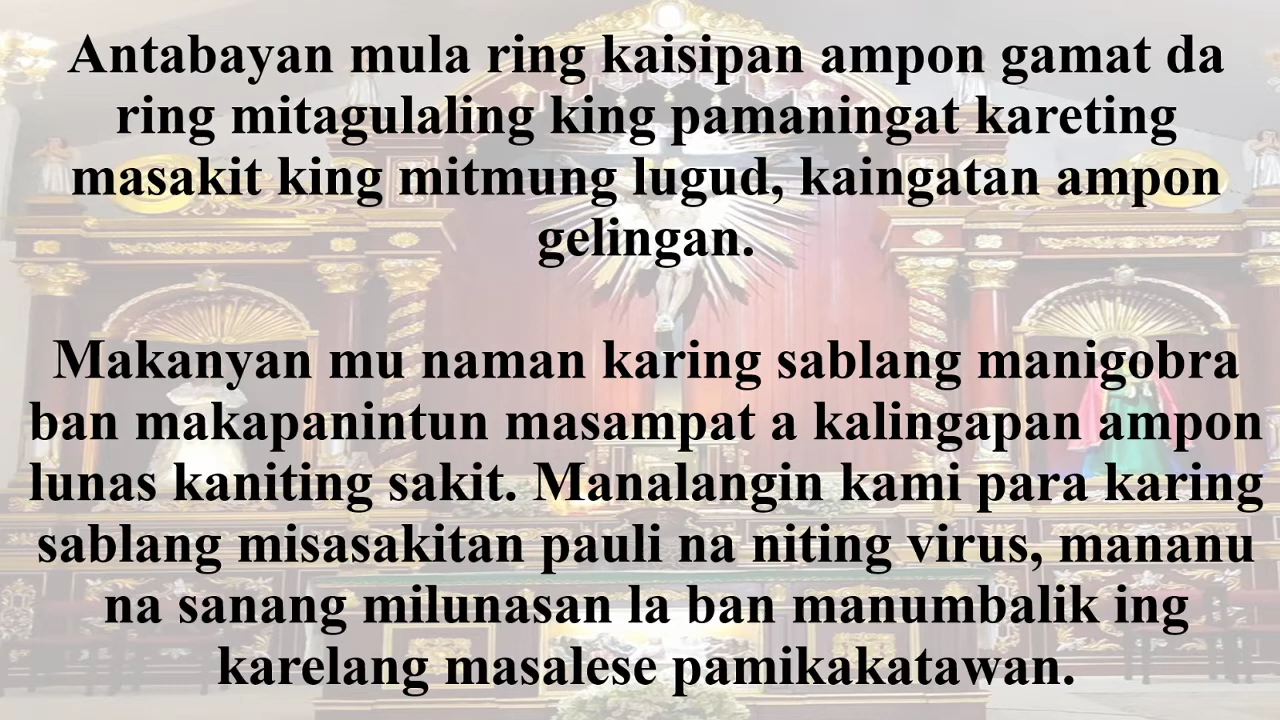 Antabayan mula ring kaisipan ampon gamat da
ring mitagulaling king pamaningat kareting
masakit king mitmung lugud, kaingatan ampon
gelingan.
Makanyan mu naman karing sablang manigobra
ban makapanintun masampat a kalingapan ampon
lunas kaniting sakit. Manalangin kami para karing
sablang misasakitan pauli na niting virus, mananu
na sanang milunasan la ban manumbalik ing
karelang masalese pamikakatawan.